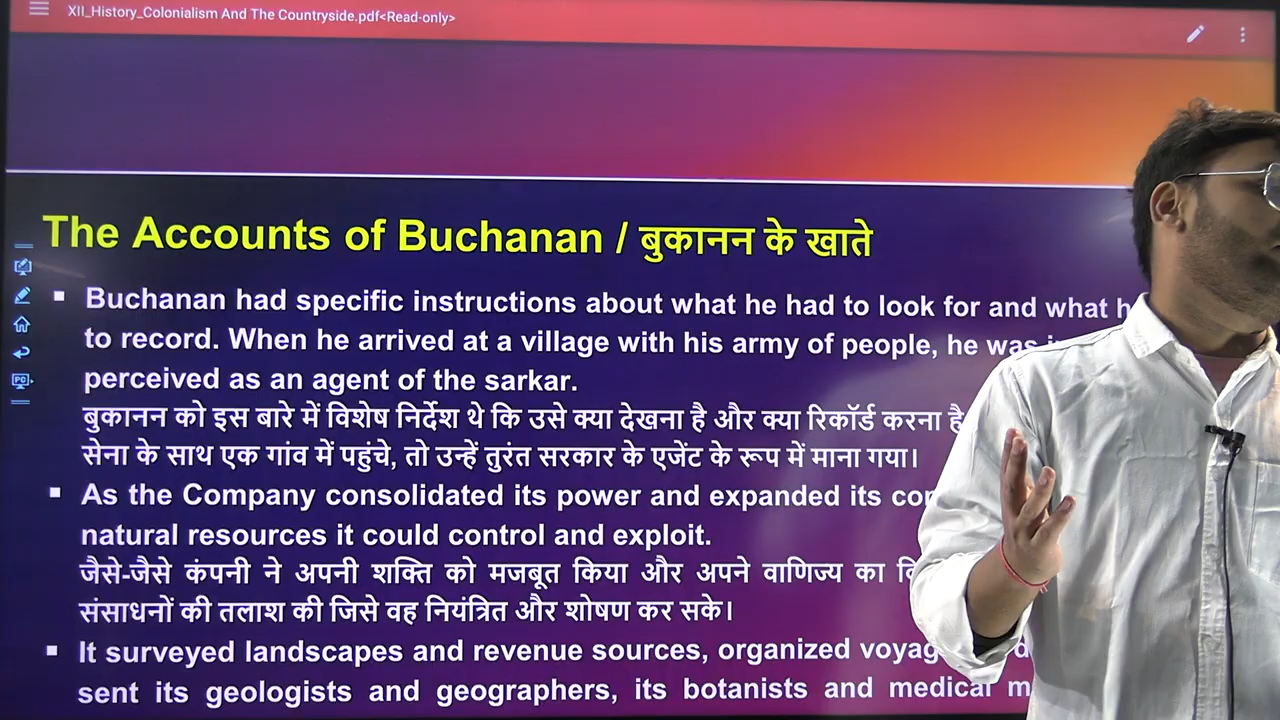 XII_History_Colonialism And The Countryside.pdf<Read-only>
The Accounts of Buchanan / बुकानन के खाते
▪ Buchanan had specific instructions about what he had to look for and what
to record. When he arrived at a village with his army of people, he was
perceived as an agent of the sarkar.
बुकानन को इस बारे में विशेष निर्देश थे कि उसे क्या देखना है और क्या रिकॉर्ड करना है
सेना के साथ एक गांव में पहुंचे, तो उन्हें तुरंत सरकार के एजेंट के रूप में माना गया।
▪ As the Company consolidated its power and expanded its
natural resources it could control and exploit.
जैसे-जैसे कंपनी ने अपनी शक्ति को मजबूत किया और अपने वाणिज्य का
संसाधनों की तलाश की जिसे वह नियंत्रित और शोषण कर सके।
▪ It surveyed landscapes and revenue sources, organized
sent its geologists and geographers, its botanists and medical
PC